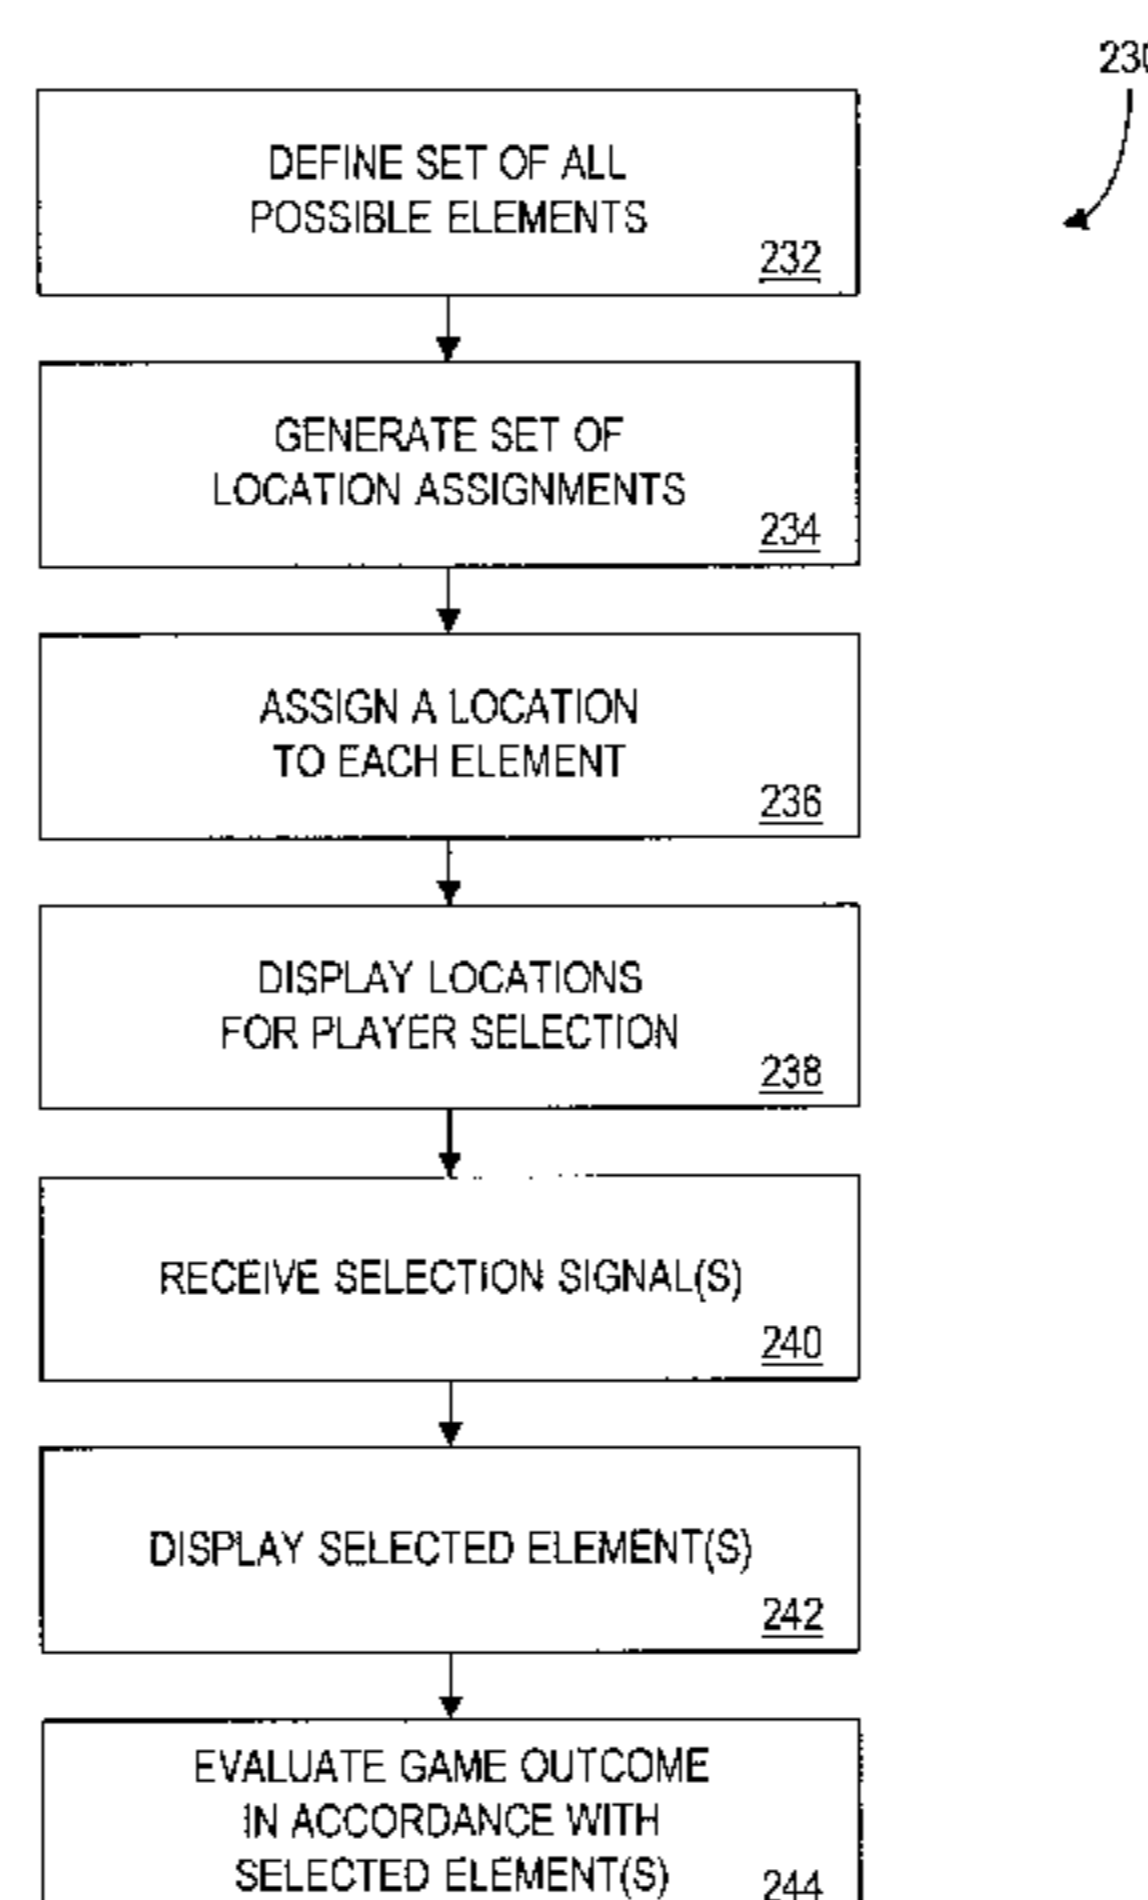 230
DEFINE SET OF ALL
POSSIBLE ELEMENTS
232
GENERATE SET OF
LOCATION ASSIGNMENTS
234
ASSIGN A LOCATION
TO EACH ELEMENT
236
DISPLAY LOCATIONS
FOR PLAYER SELECTION
238
RECEIVE SELECTION SIGNAL(S)
240
DISPLAY SELECTED ELEMENT(S)
242
EVALUATE GAME OUTCOME
IN ACCORDANCE WITH
SELECTED ELEMENT(S)
244